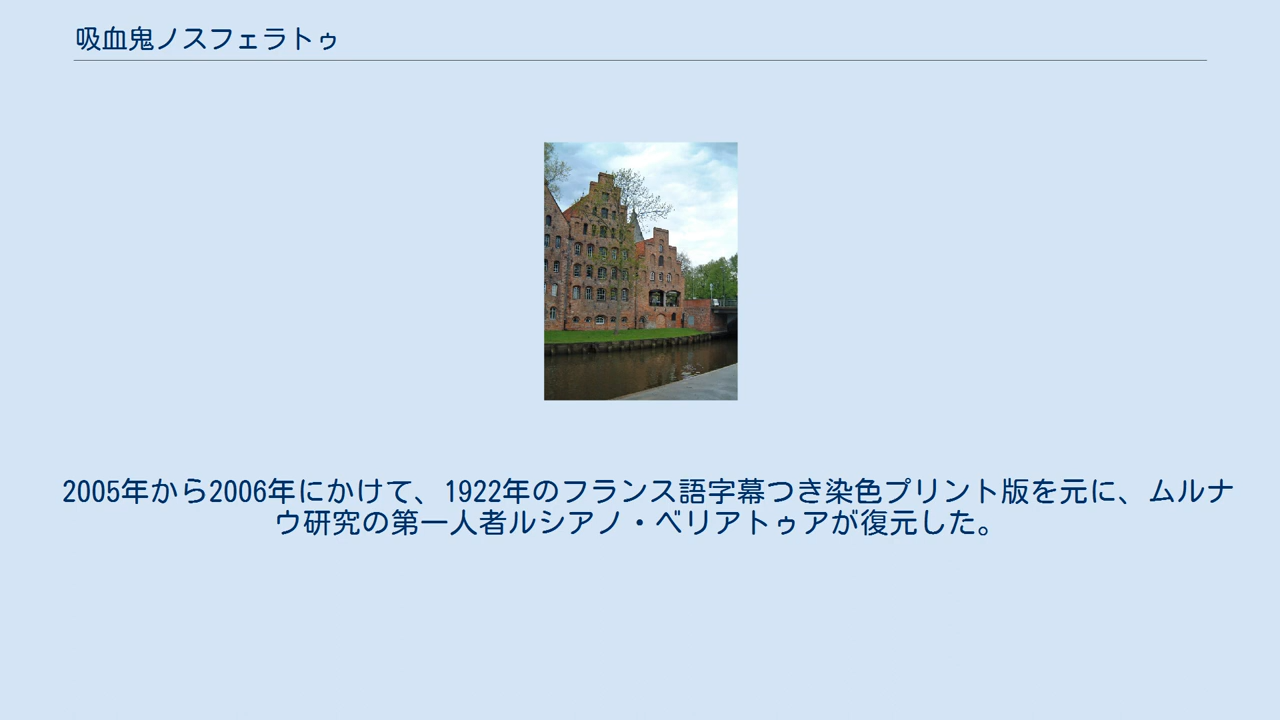 吸血鬼ノスフェラトゥ
2005年から2006年にかけて、1922年のフランス語字幕つき染色プリント版を元に、ムルナ
ウ研究の第一人者ルシアノ・ベリアトゥアが復元した。